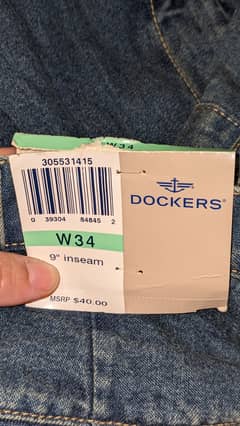 W34
305531415
0 39304 84845 2
W34
9" inseam
MSRP $40.00
DOCKERS®